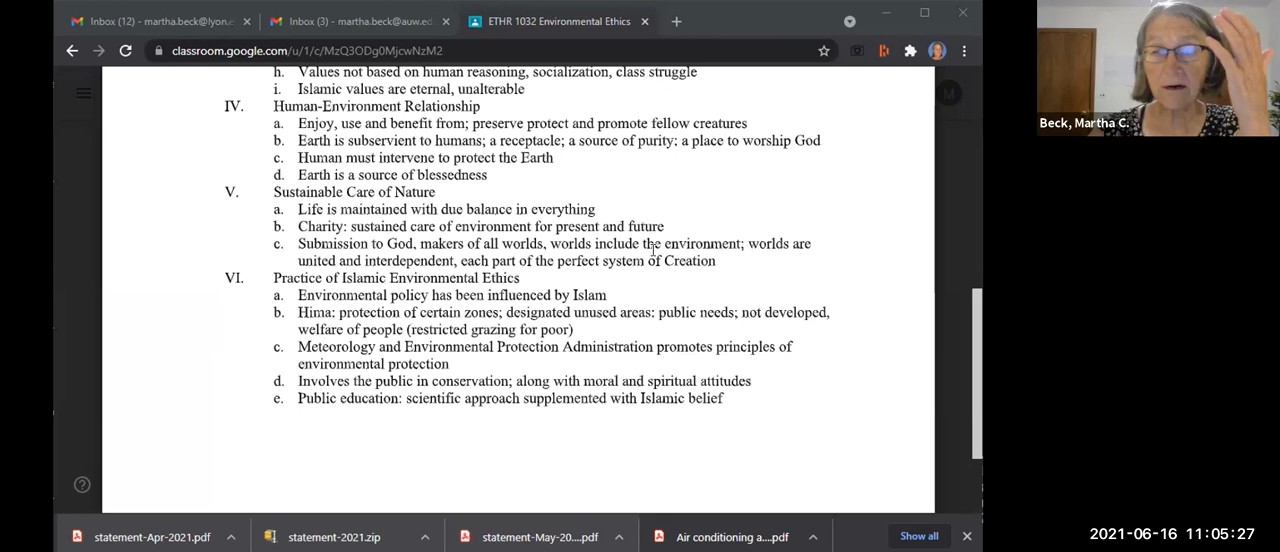 Inbox (12) - martha.beck@lyon.e
Inbox (3) - martha.beck@auw.ed
ETHR 1032 Environmental Ethics
classroom.google.com/u/1/c/MzQ3ODg0MjcwNzM2
h. Values not based on human reasoning, socialization, class struggle
i. Islamic values are eternal, unalterable
IV. Human-Environment Relationship
a. Enjoy, use and benefit from; preserve protect and promote fellow creatures
b. Earth is subservient to humans; a receptacle; a source of purity; a place to worship God
c. Human must intervene to protect the Earth
d. Earth is a source of blessedness
V. Sustainable Care of Nature
a. Life is maintained with due balance in everything
b. Charity: sustained care of environment for present and future
c. Submission to God, makers of all worlds, worlds include the environment; worlds are
united and interdependent, each part of the perfect system of Creation
VI. Practice of Islamic Environmental Ethics
a. Environmental policy has been influenced by Islam
b. Hima: protection of certain zones; designated unused areas: public needs; not developed,
welfare of people (restricted grazing for poor)
c. Meteorology and Environmental Protection Administration promotes principles of
environmental protection
d. Involves the public in conservation; along with moral and spiritual attitudes
e. Public education: scientific approach supplemented with Islamic belief
statement-Apr-2021.pdf
statement-2021.zip
statement-May-20....pdf
Air conditioning a....pdf
Show all
Beck, Martha C.
M
2021-06-16 11:05:27